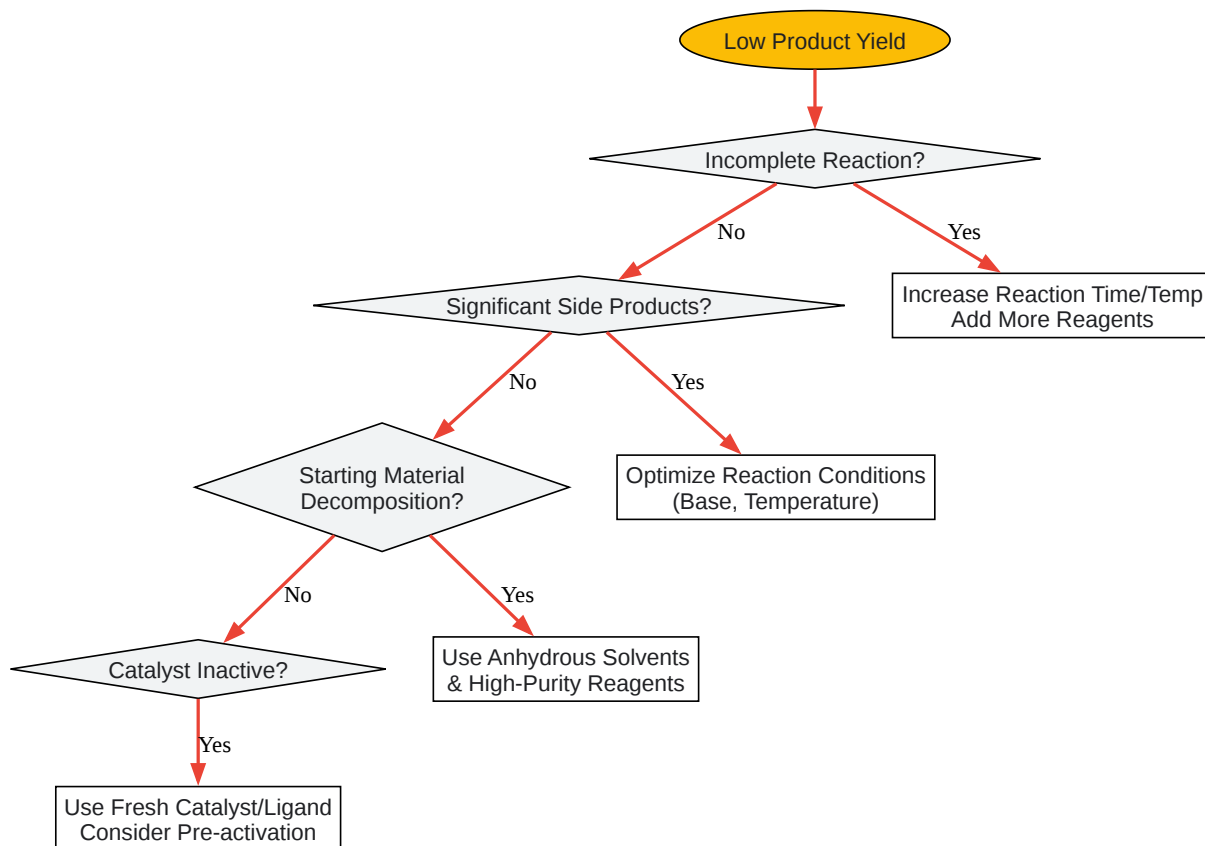 Low Product Yield
Incomplete Reaction?
No
Yes
Increase Reaction Time/Temp
Add More Reagents
Significant Side Products?
No
Yes
Optimize Reaction Conditions
(Base, Temperature)
Starting Material
Decomposition?
No
Yes
Use Anhydrous Solvents
& High-Purity Reagents
Catalyst Inactive?
Yes
Use Fresh Catalyst/Ligand
Consider Pre-activation